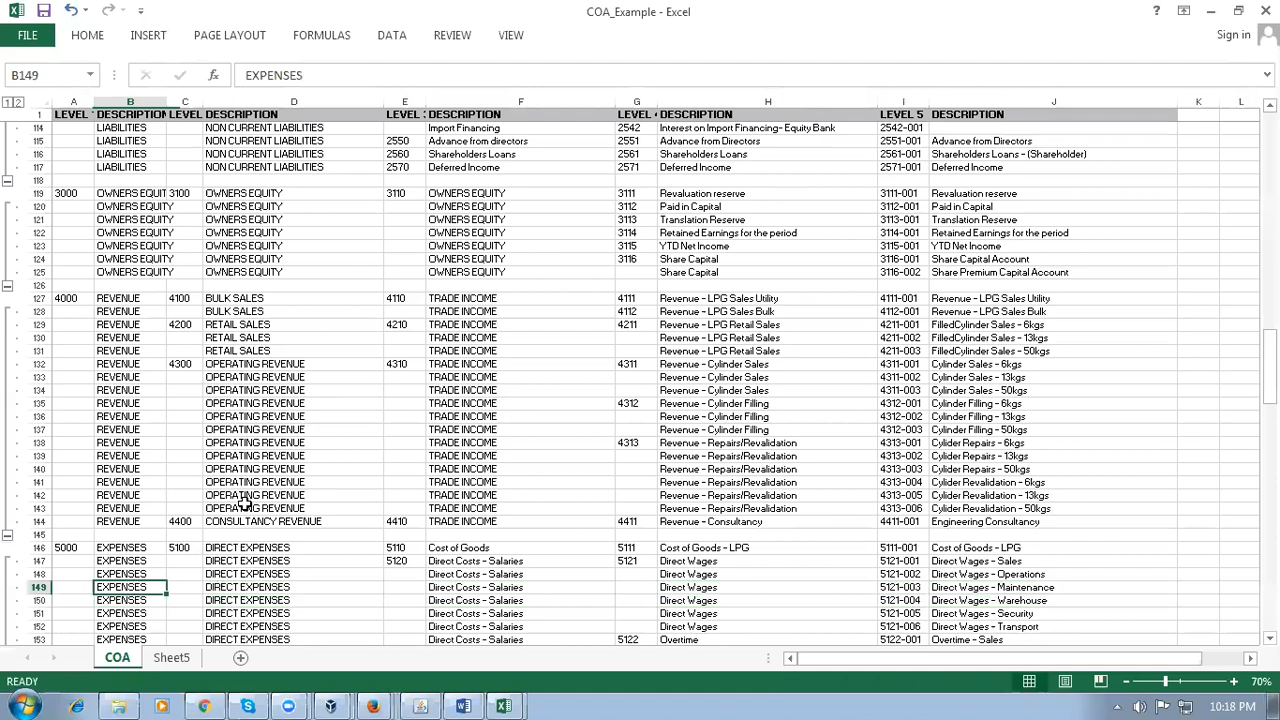 COA_Example - Excel
? Sign in
FILE HOME INSERT PAGE LAYOUT FORMULAS DATA REVIEW VIEW
B149 fx EXPENSES
1 2 A B C D E F G H I J K L
1 LEVEL DESCRIPTION LEVEL DESCRIPTION LEVEL DESCRIPTION LEVEL DESCRIPTION LEVEL 5 DESCRIPTION
114 LIABILITIES NON CURRENT LIABILITIES Import Financing 2542 Interest on Import Financing- Equity Bank 2542-001
115 LIABILITIES NON CURRENT LIABILITIES 2550 Advance from directors 2551 Advance from Directors 2551-001 Advance from Directors
116 LIABILITIES NON CURRENT LIABILITIES 2560 Shareholders Loans 2561 Shareholders Loans 2561-001 Shareholders Loans - (Shareholder)
117 LIABILITIES NON CURRENT LIABILITIES 2570 Deferred Income 2571 Deferred Income 2571-001 Deferred Income
118
119 3000 OWNERS EQUIT 3100 OWNERS EQUITY 3110 OWNERS EQUITY 3111 Revaluation reserve 3111-001 Revaluation reserve
120 OWNERS EQUITY OWNERS EQUITY OWNERS EQUITY 3112 Paid in Capital 3112-001 Paid in Capital
121 OWNERS EQUITY OWNERS EQUITY OWNERS EQUITY 3113 Translation Reserve 3113-001 Translation Reserve
122 OWNERS EQUITY OWNERS EQUITY OWNERS EQUITY 3114 Retained Earnings for the period 3114-001 Retained Earnings for the period
123 OWNERS EQUITY OWNERS EQUITY OWNERS EQUITY 3115 YTD Net Income 3115-001 YTD Net Income
124 OWNERS EQUITY OWNERS EQUITY OWNERS EQUITY 3116 Share Capital 3116-001 Share Capital Account
125 OWNERS EQUITY OWNERS EQUITY OWNERS EQUITY Share Capital 3116-002 Share Premium Capital Account
126
127 4000 REVENUE 4100 BULK SALES 4110 TRADE INCOME 4111 Revenue - LPG Sales Utility 4111-001 Revenue - LPG Sales Utility
128 REVENUE BULK SALES TRADE INCOME 4112 Revenue - LPG Sales Bulk 4112-001 Revenue - LPG Sales Bulk
129 REVENUE 4200 RETAIL SALES 4210 TRADE INCOME 4211 Revenue - LPG Retail Sales 4211-001 FilledCylinder Sales - 6kgs
130 REVENUE RETAIL SALES TRADE INCOME Revenue - LPG Retail Sales 4211-002 FilledCylinder Sales - 13kgs
131 REVENUE RETAIL SALES TRADE INCOME Revenue - LPG Retail Sales 4211-003 FilledCylinder Sales - 50kgs
132 REVENUE 4300 OPERATING REVENUE 4310 TRADE INCOME 4311 Revenue - Cylinder Sales 4311-001 Cylinder Sales - 6kgs
133 REVENUE OPERATING REVENUE TRADE INCOME Revenue - Cylinder Sales 4311-002 Cylinder Sales - 13kgs
134 REVENUE OPERATING REVENUE TRADE INCOME Revenue - Cylinder Sales 4311-003 Cylinder Sales - 50kgs
135 REVENUE OPERATING REVENUE TRADE INCOME 4312 Revenue - Cylinder Filling 4312-001 Cylinder Filling - 6kgs
136 REVENUE OPERATING REVENUE TRADE INCOME Revenue - Cylinder Filling 4312-002 Cylinder Filling - 13kgs
137 REVENUE OPERATING REVENUE TRADE INCOME Revenue - Cylinder Filling 4312-003 Cylinder Filling - 50kgs
138 REVENUE OPERATING REVENUE TRADE INCOME 4313 Revenue - Repairs/Revalidation 4313-001 Cylider Repairs - 6kgs
139 REVENUE OPERATING REVENUE TRADE INCOME Revenue - Repairs/Revalidation 4313-002 Cylider Repairs - 13kgs
140 REVENUE OPERATING REVENUE TRADE INCOME Revenue - Repairs/Revalidation 4313-003 Cylider Repairs - 50kgs
141 REVENUE OPERATING REVENUE TRADE INCOME Revenue - Repairs/Revalidation 4313-004 Cylider Revalidation - 6kgs
142 REVENUE OPERATING REVENUE TRADE INCOME Revenue - Repairs/Revalidation 4313-005 Cylider Revalidation - 13kgs
143 REVENUE OPERATING REVENUE TRADE INCOME Revenue - Repairs/Revalidation 4313-006 Cylider Revalidation - 50kgs
144 REVENUE 4400 CONSULTANCY REVENUE 4410 TRADE INCOME 4411 Revenue - Consultancy 4411-001 Engineering Consultancy
145
146 5000 EXPENSES 5100 DIRECT EXPENSES 5110 Cost of Goods 5111 Cost of Goods - LPG 5111-001 Cost of Goods - LPG
147 EXPENSES DIRECT EXPENSES 5120 Direct Costs - Salaries 5121 Direct Wages 5121-001 Direct Wages - Sales
148 EXPENSES DIRECT EXPENSES Direct Costs - Salaries Direct Wages 5121-002 Direct Wages - Operations
149 EXPENSES DIRECT EXPENSES Direct Costs - Salaries Direct Wages 5121-003 Direct Wages - Maintenance
150 EXPENSES DIRECT EXPENSES Direct Costs - Salaries Direct Wages 5121-004 Direct Wages - Warehouse
151 EXPENSES DIRECT EXPENSES Direct Costs - Salaries Direct Wages 5121-005 Direct Wages - Security
152 EXPENSES DIRECT EXPENSES Direct Costs - Salaries Direct Wages 5121-006 Direct Wages - Transport
153 EXPENSES DIRECT EXPENSES Direct Costs - Salaries 5122 Overtime 5122-001 Overtime - Sales
COA Sheet5
READY 70%
10:18 PM